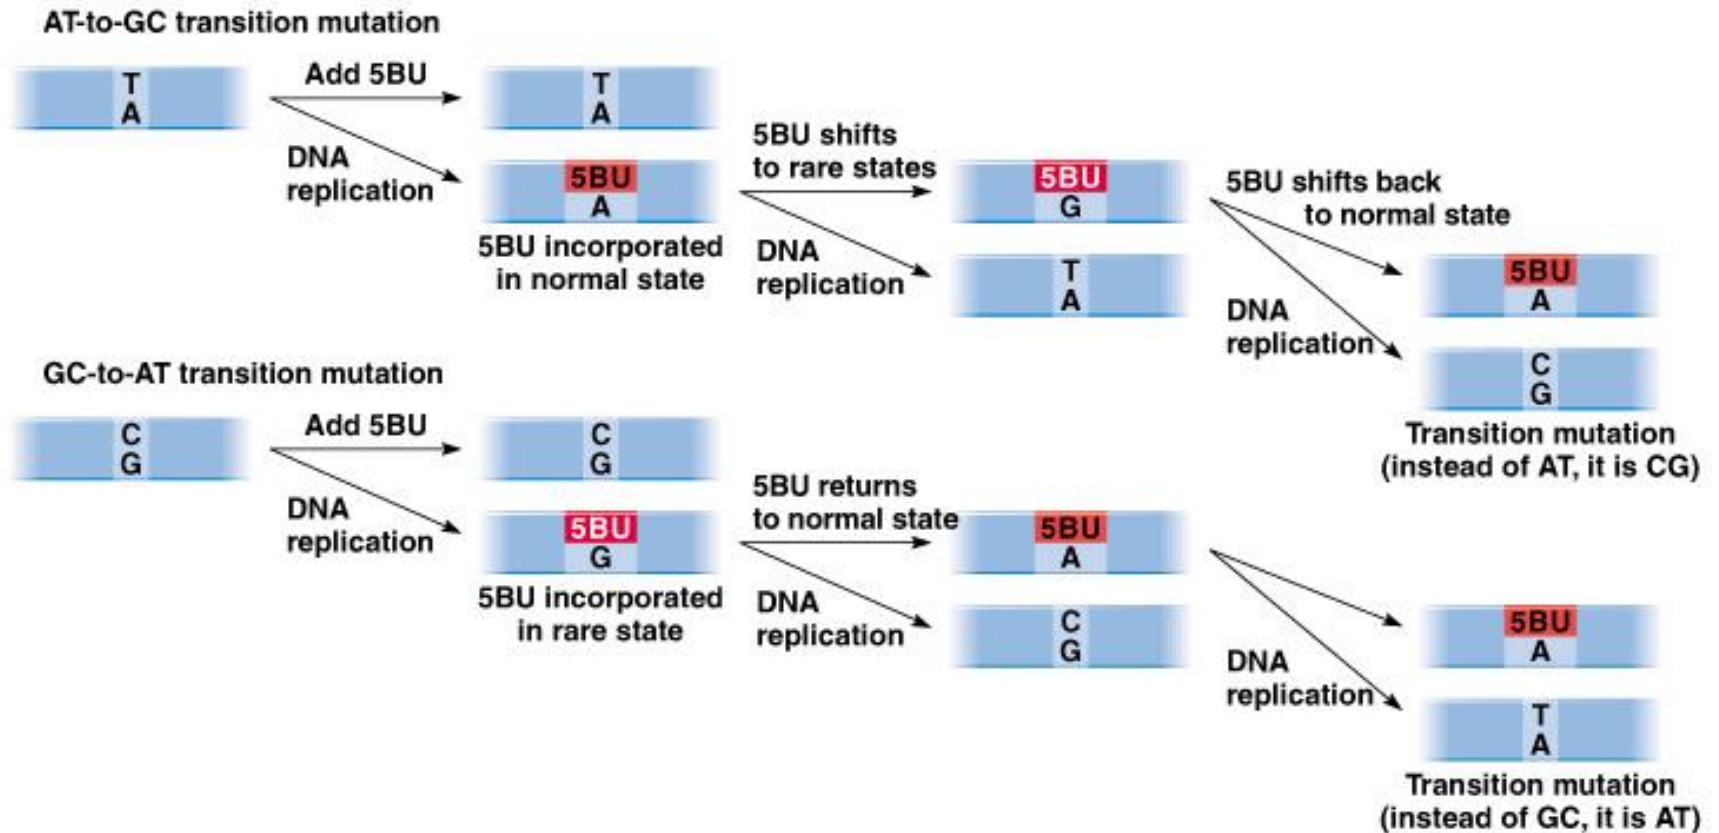 AT-to-GC transition mutation
T
A
Add 5BU
DNA
replication
T
A
5BU
A
5BU incorporated
in normal state
5BU shifts
to rare states
DNA
replication
5BU
G
T
A
5BU shifts back
to normal state
DNA
replication
5BU
A
C
G
Transition mutation
(instead of AT, it is CG)
GC-to-AT transition mutation
C
G
Add 5BU
DNA
replication
C
G
5BU
G
5BU incorporated
in rare state
5BU returns
to normal state
DNA
replication
5BU
A
C
G
DNA
replication
5BU
A
T
A
Transition mutation
(instead of GC, it is AT)